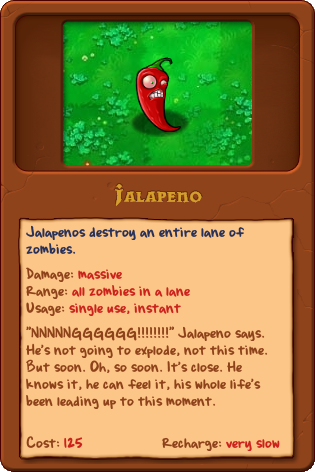 Jalapeno
Jalapenos destroy an entire lane of
zombies.
Damage: massive
Range: all zombies in a lane
Usage: single use, instant
"NNNNNGGGGGG!!!!!!!!" Jalapeno says.
He's not going to explode, not this time.
But soon. Oh, so soon. It's close. He
knows it, he can feel it, his whole life's
been leading up to this moment.
Cost: 125 Recharge: very slow